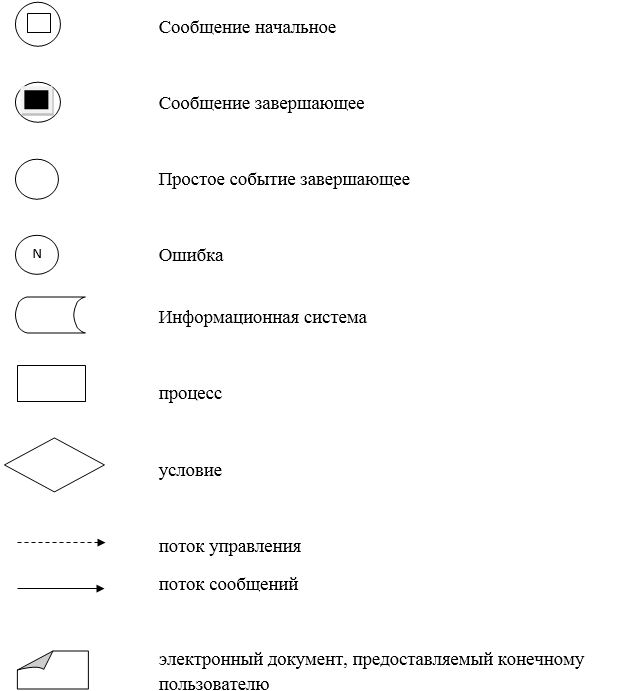 Сообщение начальное
Сообщение завершающее
Простое событие завершающее
N
Ошибка
Информационная система
процесс
условие
поток управления
поток сообщений
электронный документ, предоставляемый конечному
пользователю